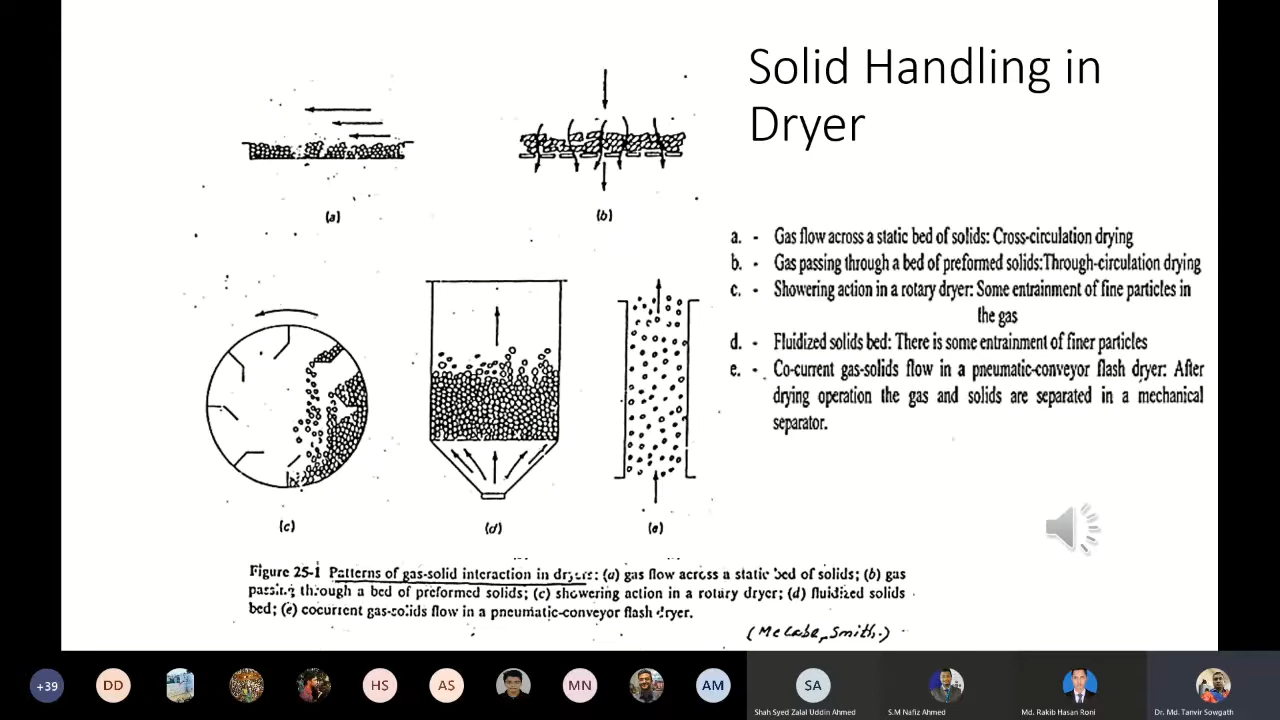 Solid Handling in
Dryer
(a)
(b)
a. - Gas flow across a static bed of solids: Cross-circulation drying
b. - Gas passing through a bed of preformed solids:Through-circulation drying
c. - Showering action in a rotary dryer: Some entrainment of fine particles in
the gas
d. - Fluidized solids bed: There is some entrainment of finer particles
e. - Co-current gas-solids flow in a pneumatic-conveyor flash dryer: After
drying operation the gas and solids are separated in a mechanical
separator.
(c)
(d)
(e)
Figure 25-1 Patterns of gas-solid interaction in dryers: (a) gas flow across a static bed of solids; (b) gas
passing through a bed of preformed solids; (c) showering action in a rotary dryer; (d) fluidized solids
bed; (e) cocurrent gas-solids flow in a pneumatic-conveyor flash dryer.
(McCabe, Smith.)
+39
DD
HS
AS
MN
AM
SA
Shah Syed Zalal Uddin Ahmed
S.M Nafiz Ahmed
Md. Rakib Hasan Roni
Dr. Md. Tanvir Sowgath